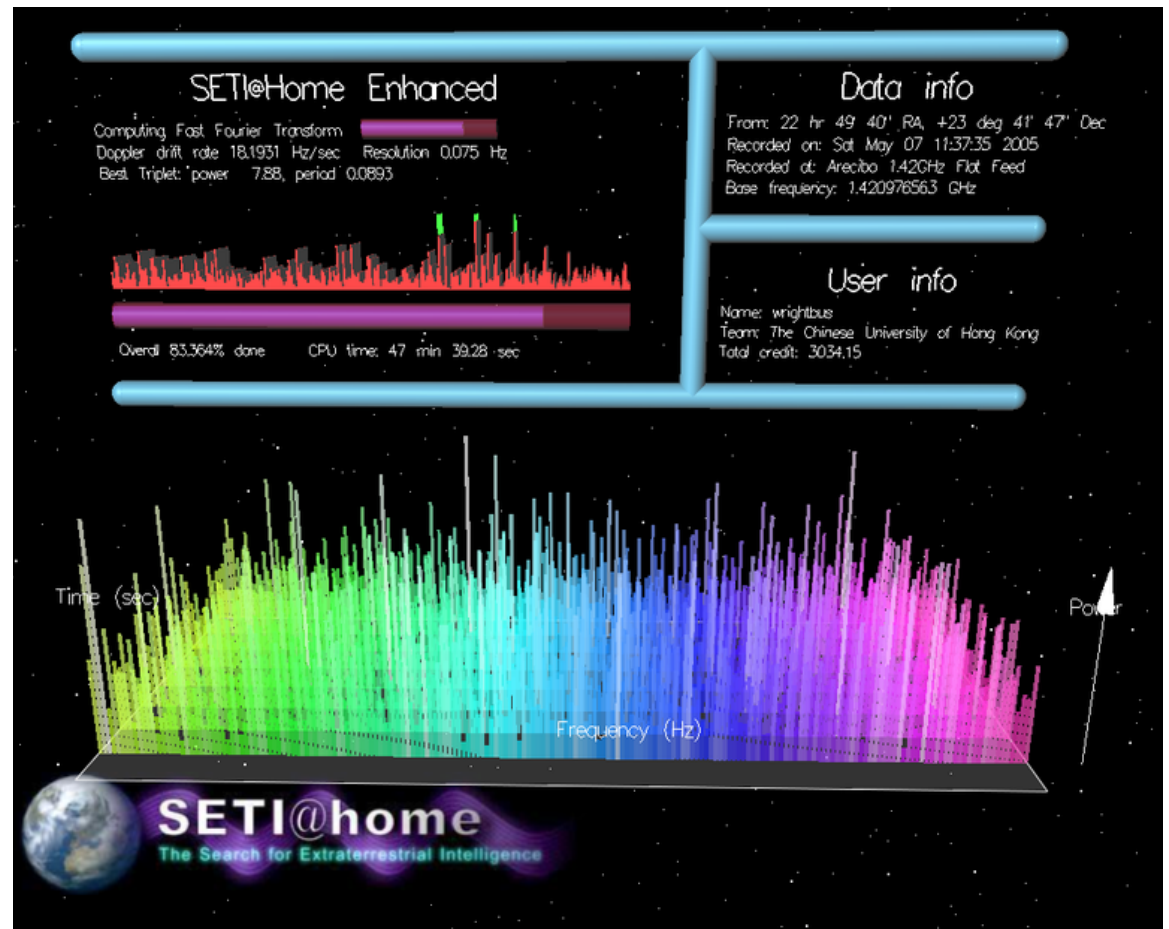 SETI@Home Enhanced
Computing Fast Fourier Transform
Doppler drift rate 18.1931 Hz/sec Resolution 0.075 Hz
Best Triplet: power 7.88, period 0.0893
Overall 83.364% done CPU time: 47 min 39.28 sec
Data info
From: 22 hr 49' 40'' RA, +23 deg 41' 47'' Dec
Recorded on: Sat May 07 11:37:35 2005
Recorded at: Arecibo 1.42GHz Flat Feed
Base frequency: 1.420976563 GHz
User info
Name: wrightbus
Team: The Chinese University of Hong Kong
Total credit: 3034.15
Time (sec)
Power
Frequency (Hz)
SETI@home
The Search for Extraterrestrial Intelligence